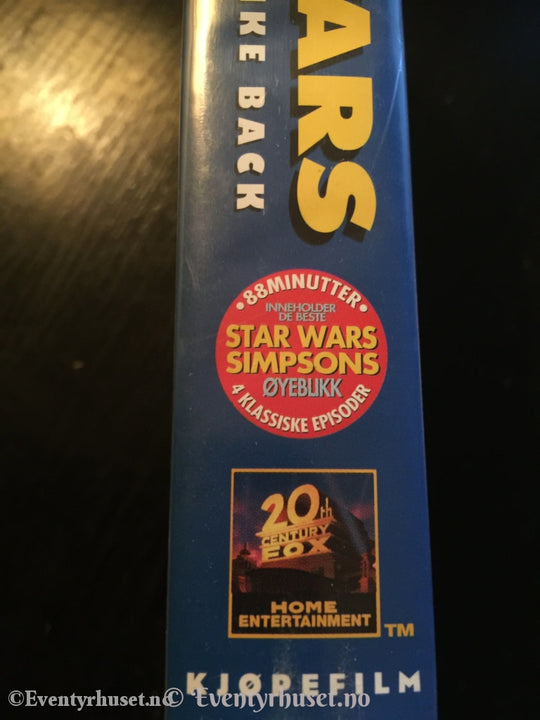 ARS
KE BACK
•88MINUTTER•
INNEHOLDER
DE BESTE
STAR WARS
SIMPSONS
ØYEBLIKK
4 KLASSISKE EPISODER
20th
CENTURY
FOX
HOME
ENTERTAINMENT
TM
KJØPEFILM
©Eventyrhuset.no
© Eventyrhuset.no